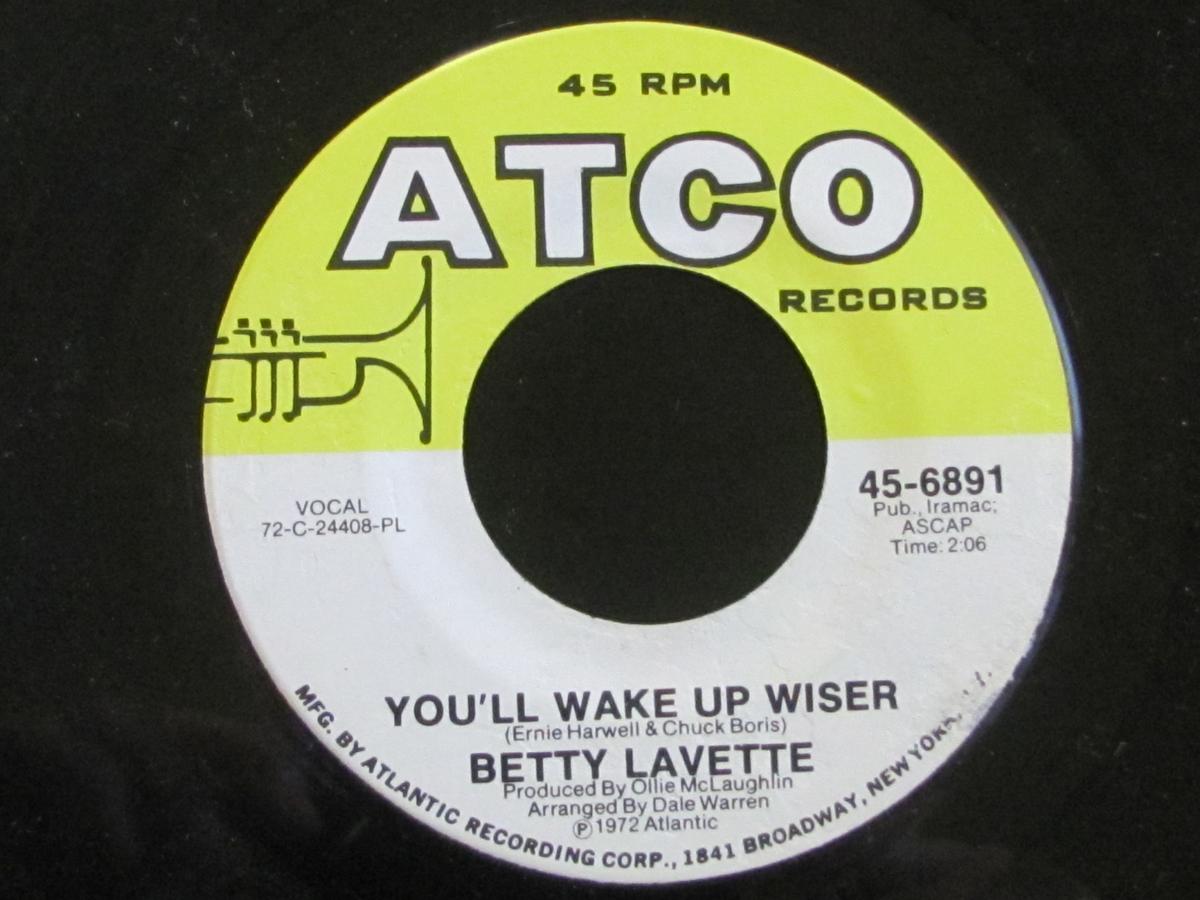 45 RPM
ATCO
RECORDS
VOCAL
72-C-24408-PL
45-6891
Pub., Iramac;
ASCAP
Time: 2:06
YOU'LL WAKE UP WISER
(Ernie Harwell & Chuck Boris)
BETTY LAVETTE
Produced By Ollie McLaughlin
Arranged By Dale Warren
Ⓟ 1972 Atlantic
MFG. BY ATLANTIC RECORDING CORP., 1841 BROADWAY, NEW YORK,